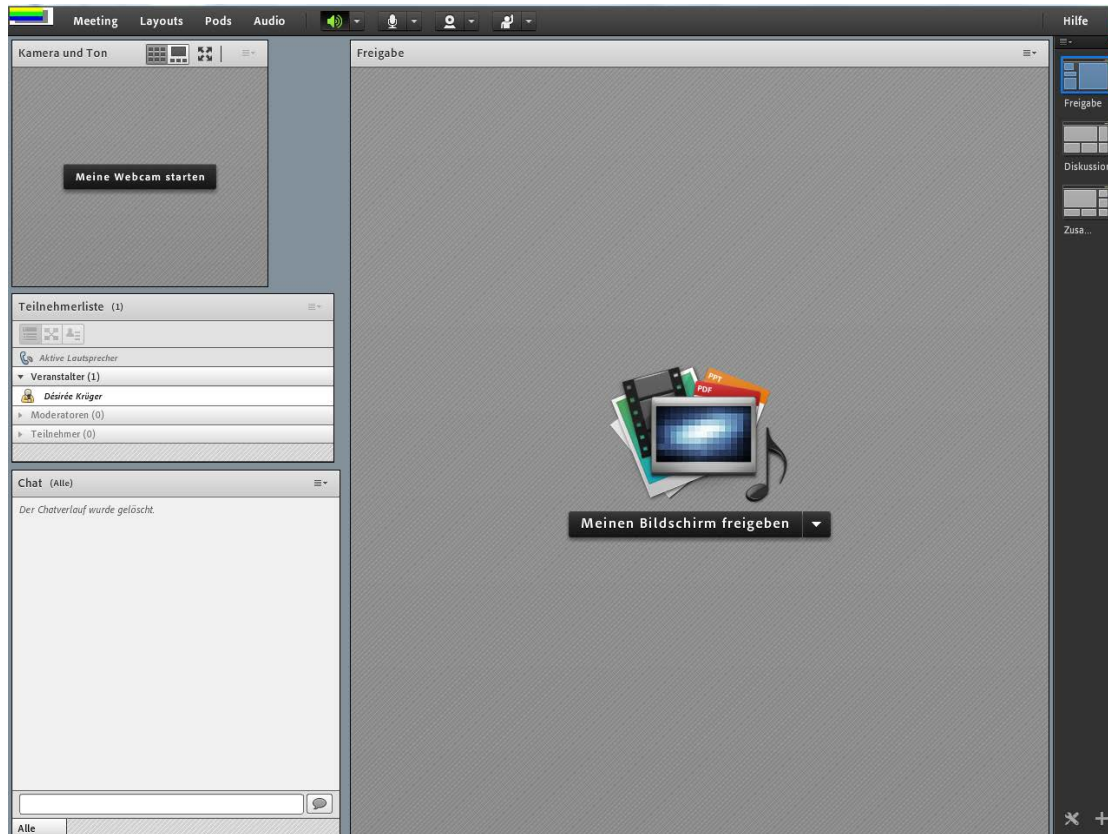 Meeting Layouts Pods Audio Hilfe
Kamera und Ton
Meine Webcam starten
Teilnehmerliste (1)
Aktive Lautsprecher
Veranstalter (1)
Désirée Krüger
Moderatoren (0)
Teilnehmer (0)
Chat (Alle)
Der Chatverlauf wurde gelöscht.
Alle
Freigabe
PPT
PDF
Meinen Bildschirm freigeben
Freigabe
Diskussion
Zusa...